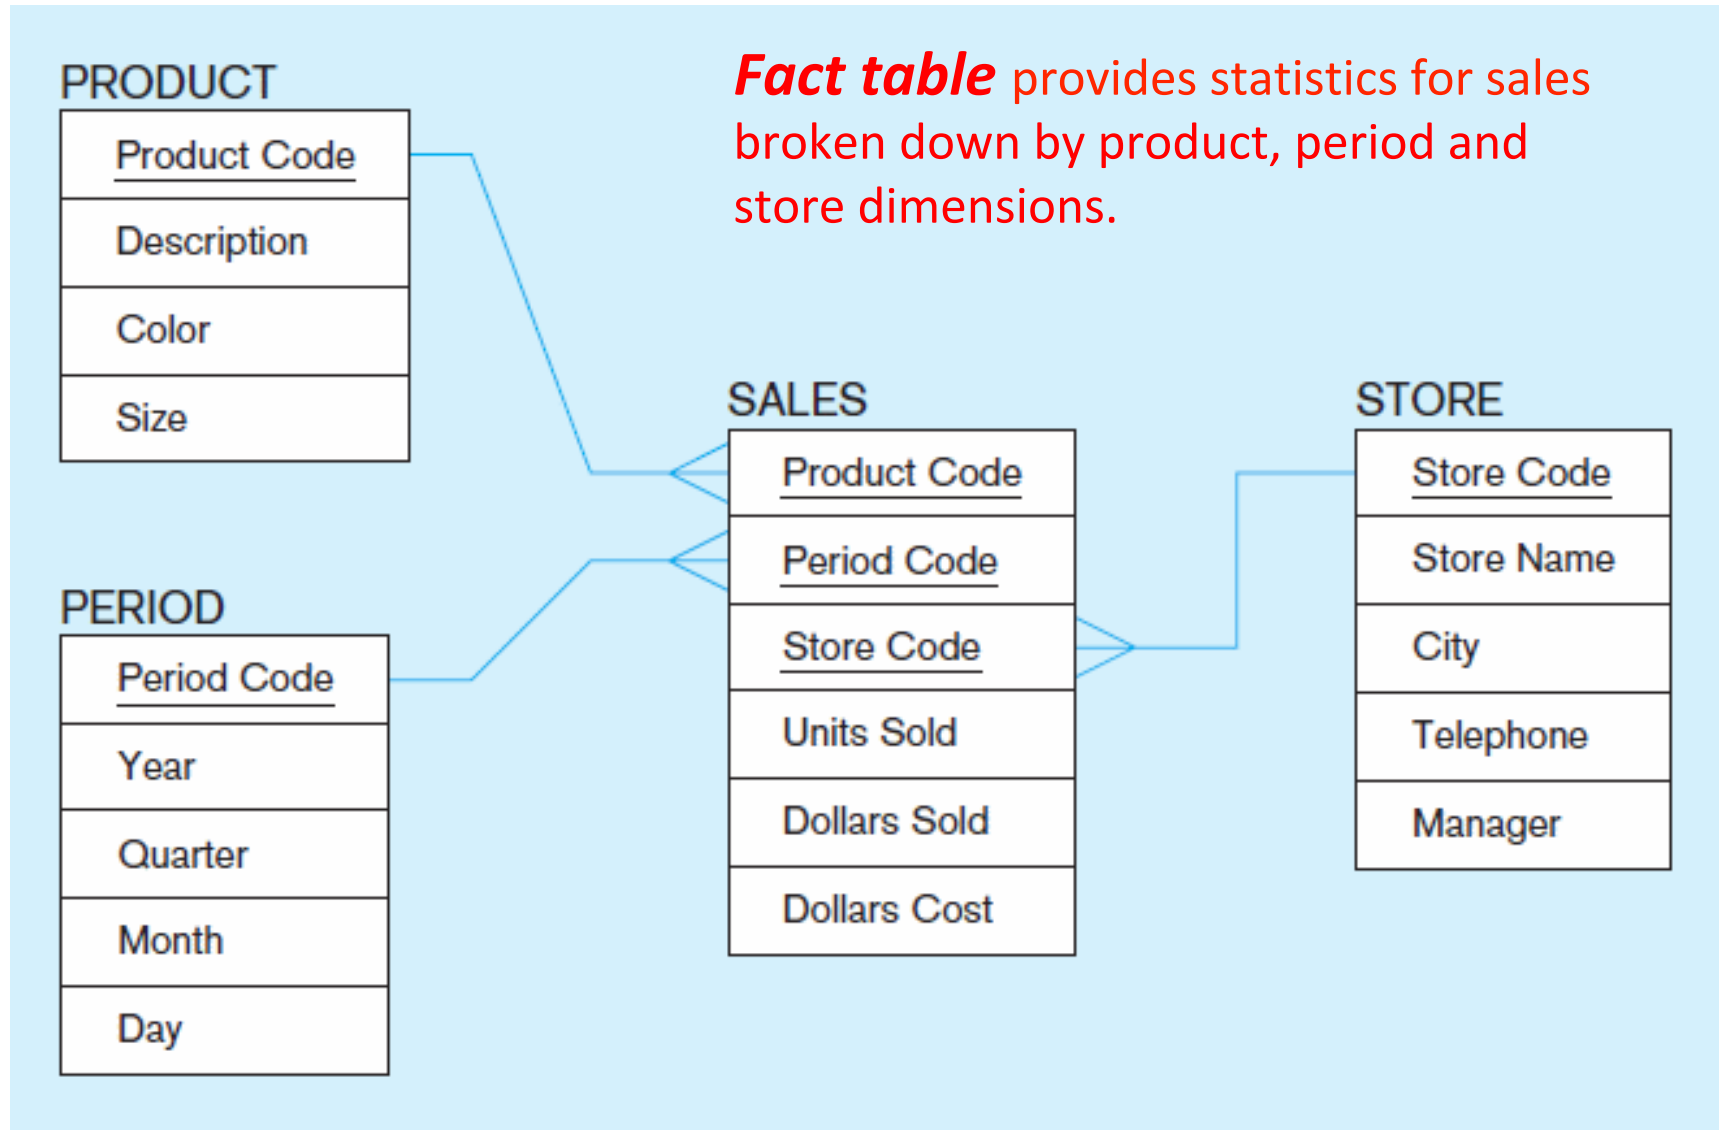 Fact table provides statistics for sales
broken down by product, period and
store dimensions.
PRODUCT
Product Code
Description
Color
Size
PERIOD
Period Code
Year
Quarter
Month
Day
SALES
Product Code
Period Code
Store Code
Units Sold
Dollars Sold
Dollars Cost
STORE
Store Code
Store Name
City
Telephone
Manager